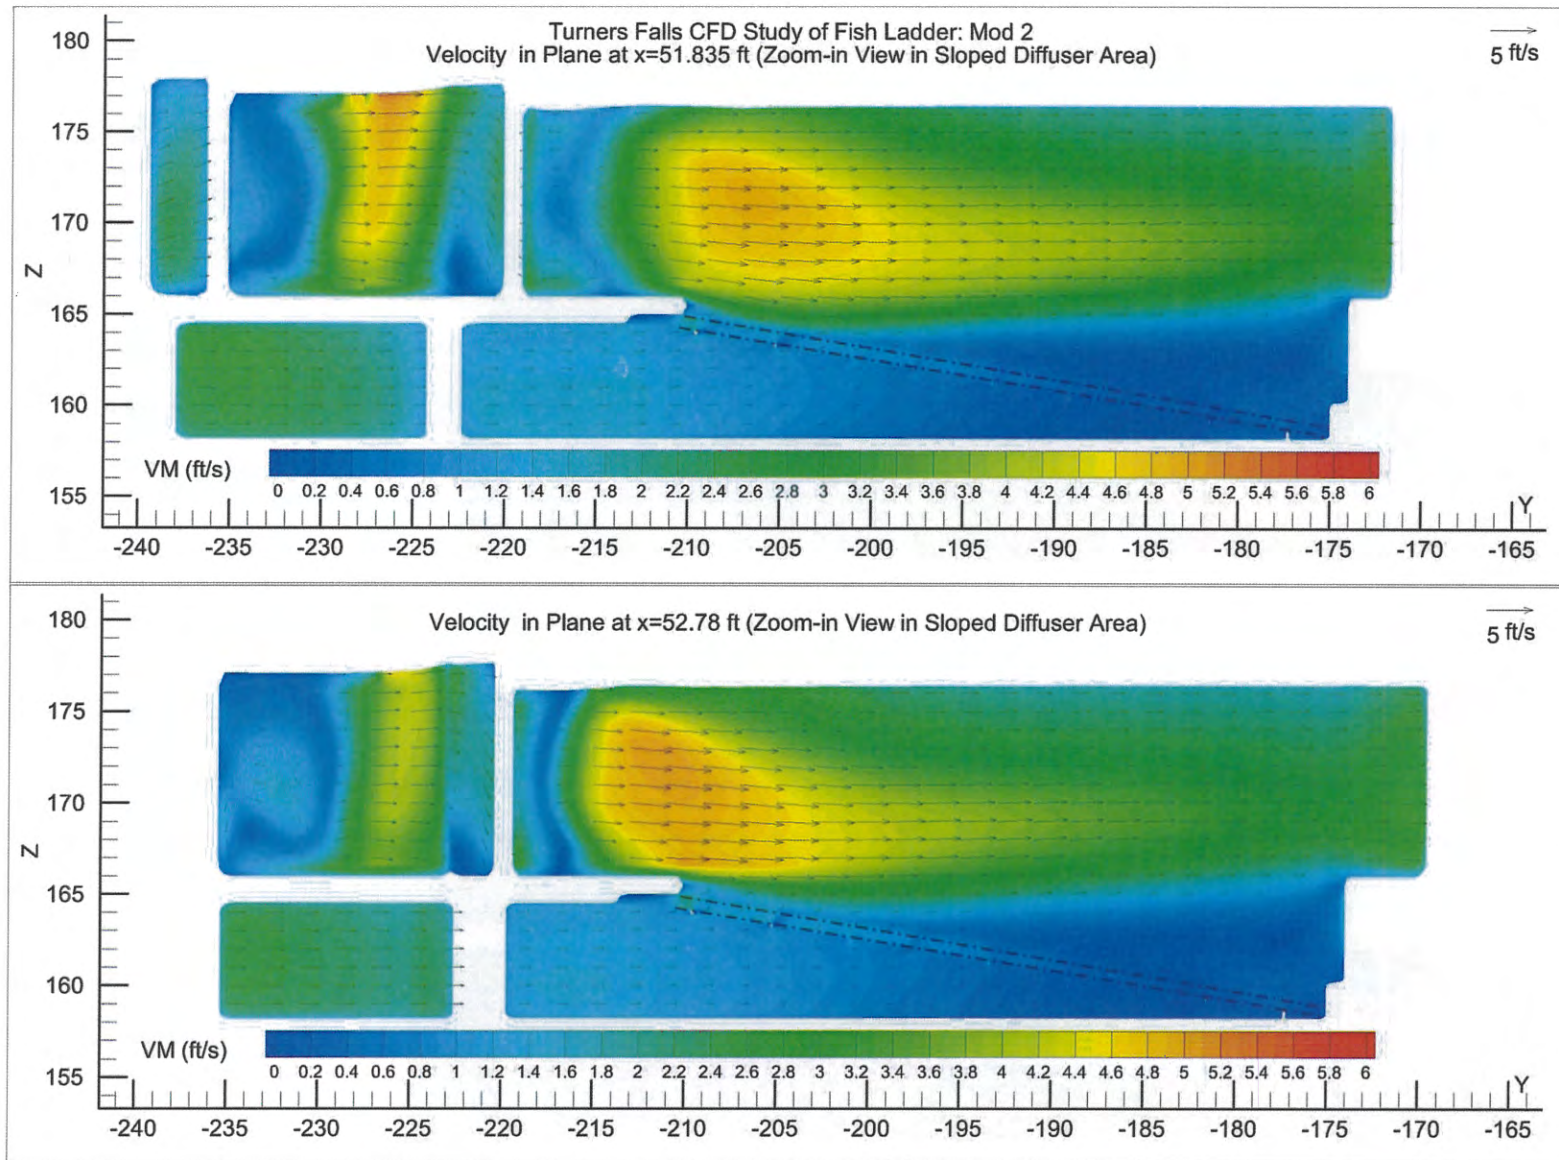 Turners Falls CFD Study of Fish Ladder: Mod 2
Velocity in Plane at x=51.835 ft (Zoom-in View in Sloped Diffuser Area)
5 ft/s
180
175
170
165
160
155
Z
VM (ft/s)
0 0.2 0.4 0.6 0.8 1 1.2 1.4 1.6 1.8 2 2.2 2.4 2.6 2.8 3 3.2 3.4 3.6 3.8 4 4.2 4.4 4.6 4.8 5 5.2 5.4 5.6 5.8 6
Y
-240 -235 -230 -225 -220 -215 -210 -205 -200 -195 -190 -185 -180 -175 -170 -165
Velocity in Plane at x=52.78 ft (Zoom-in View in Sloped Diffuser Area)
5 ft/s
180
175
170
165
160
155
Z
VM (ft/s)
0 0.2 0.4 0.6 0.8 1 1.2 1.4 1.6 1.8 2 2.2 2.4 2.6 2.8 3 3.2 3.4 3.6 3.8 4 4.2 4.4 4.6 4.8 5 5.2 5.4 5.6 5.8 6
Y
-240 -235 -230 -225 -220 -215 -210 -205 -200 -195 -190 -185 -180 -175 -170 -165